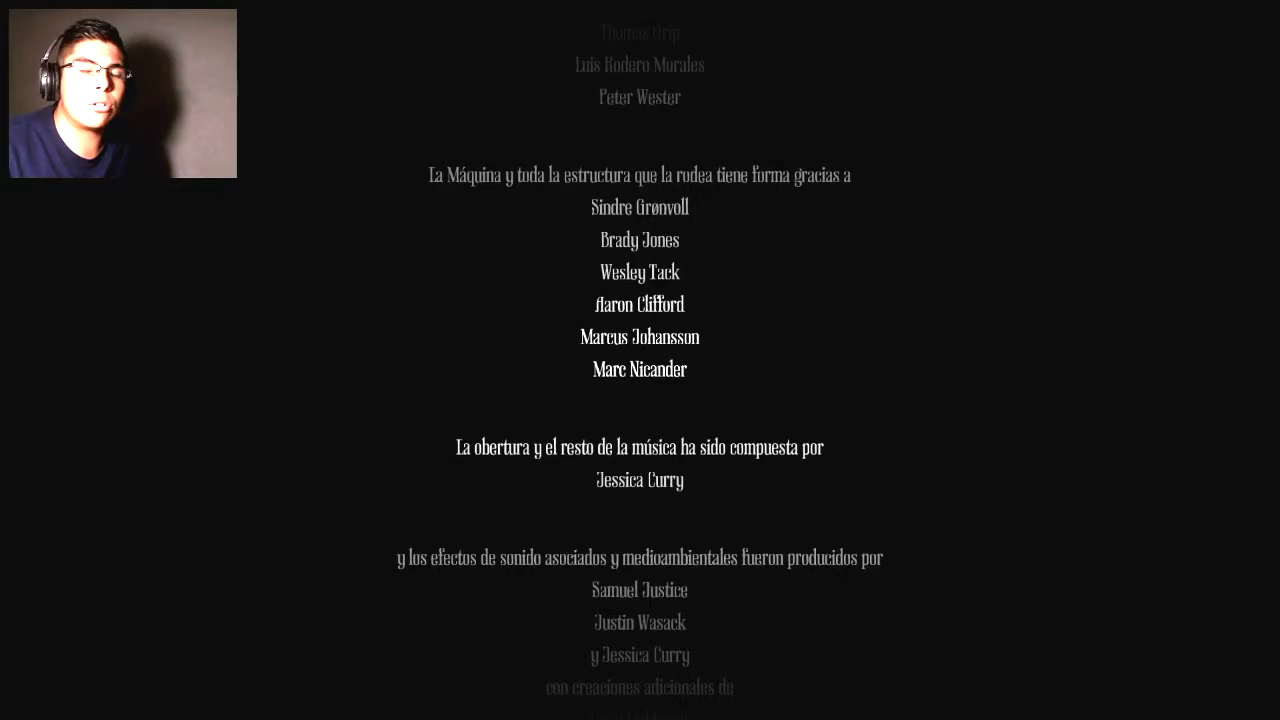 Thomas Grip
Luis Rodero Morales
Peter Wester
La Máquina y toda la estructura que la rodea tiene forma gracias a
Sindre Grønvoll
Brady Jones
Wesley Tack
Aaron Clifford
Marcus Johansson
Marc Nicander
La obertura y el resto de la música ha sido compuesta por
Jessica Curry
y los efectos de sonido asociados y medioambientales fueron producidos por
Samuel Justice
Justin Wasack
y Jessica Curry
con creaciones adicionales de